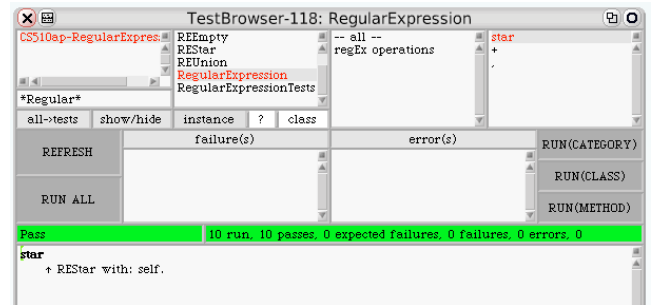 TestBrowser-118: RegularExpression
CS510ap-RegularExpres:
*Regular*
REEmpty
REStar
REUnion
RegularExpression
RegularExpressionTests
-- all --
regEx operations
star
+
,
all->tests show/hide instance ? class
REFRESH
RUN ALL
failure(s)
error(s)
RUN(CATEGORY)
RUN(CLASS)
RUN(METHOD)
Pass
10 run, 10 passes, 0 expected failures, 0 failures, 0 errors, 0
star
↑ REStar with: self.